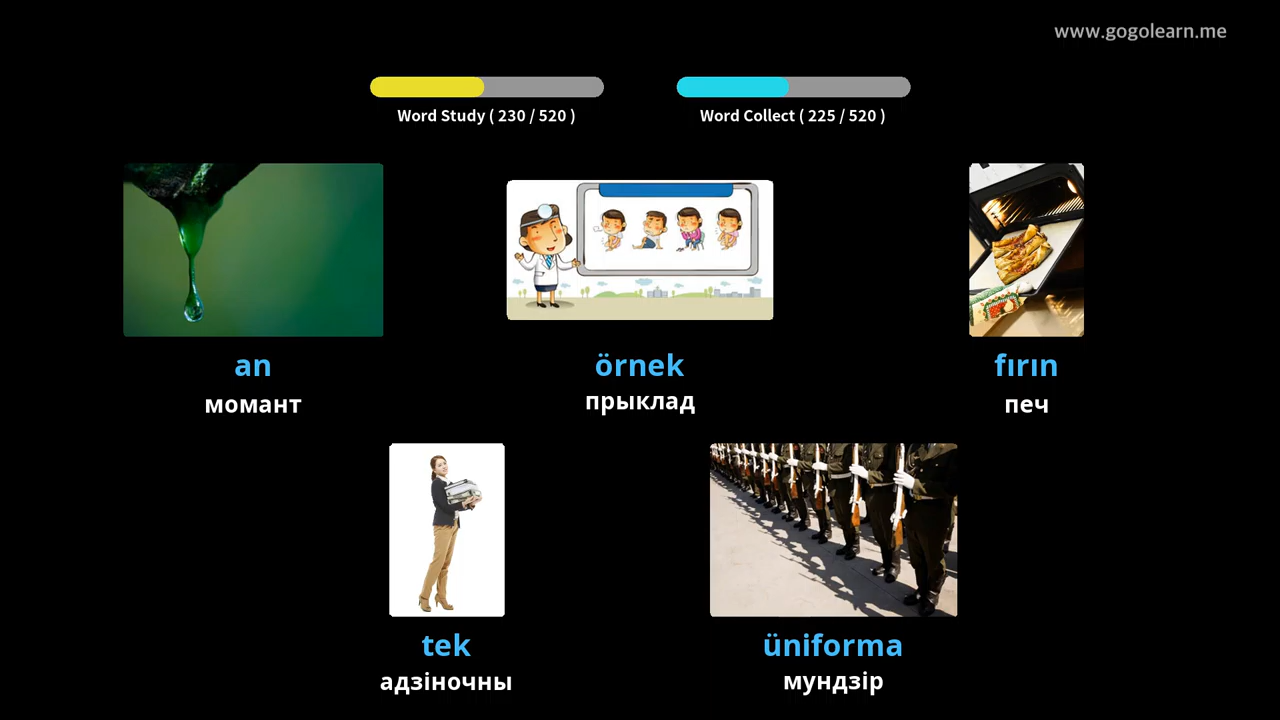 www.gogolearn.me
Word Study ( 230 / 520 )
Word Collect ( 225 / 520 )
an
момант
örnek
прыклад
fırın
печ
tek
адзіночны
üniforma
мундзір